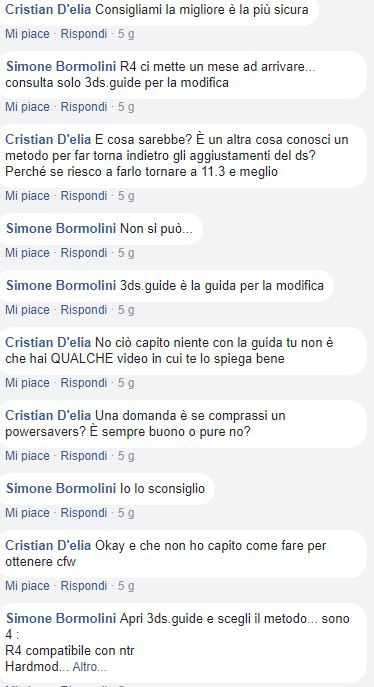 Cristian D'elia Consigliami la migliore è la più sicura
Mi piace · Rispondi · 5 g
Simone Bormolini R4 ci mette un mese ad arrivare...
consulta solo 3ds.guide per la modifica
Mi piace · Rispondi · 5 g
Cristian D'elia E cosa sarebbe? È un altra cosa conosci un
metodo per far torna indietro gli aggiustamenti del ds?
Perché se riesco a farlo tornare a 11.3 e meglio
Mi piace · Rispondi · 5 g
Simone Bormolini Non si può...
Mi piace · Rispondi · 5 g
Simone Bormolini 3ds.guide è la guida per la modifica
Mi piace · Rispondi · 5 g
Cristian D'elia No ciò capito niente con la guida tu non è
che hai QUALCHE video in cui te lo spiega bene
Mi piace · Rispondi · 5 g
Cristian D'elia Una domanda è se comprassi un
powersavers? È sempre buono o pure no?
Mi piace · Rispondi · 5 g
Simone Bormolini Io lo sconsiglio
Mi piace · Rispondi · 5 g
Cristian D'elia Okay e che non ho capito come fare per
ottenere cfw
Mi piace · Rispondi · 5 g
Simone Bormolini Apri 3ds.guide e scegli il metodo... sono
4 :
R4 compatibile con ntr
Hardmod... Altro...